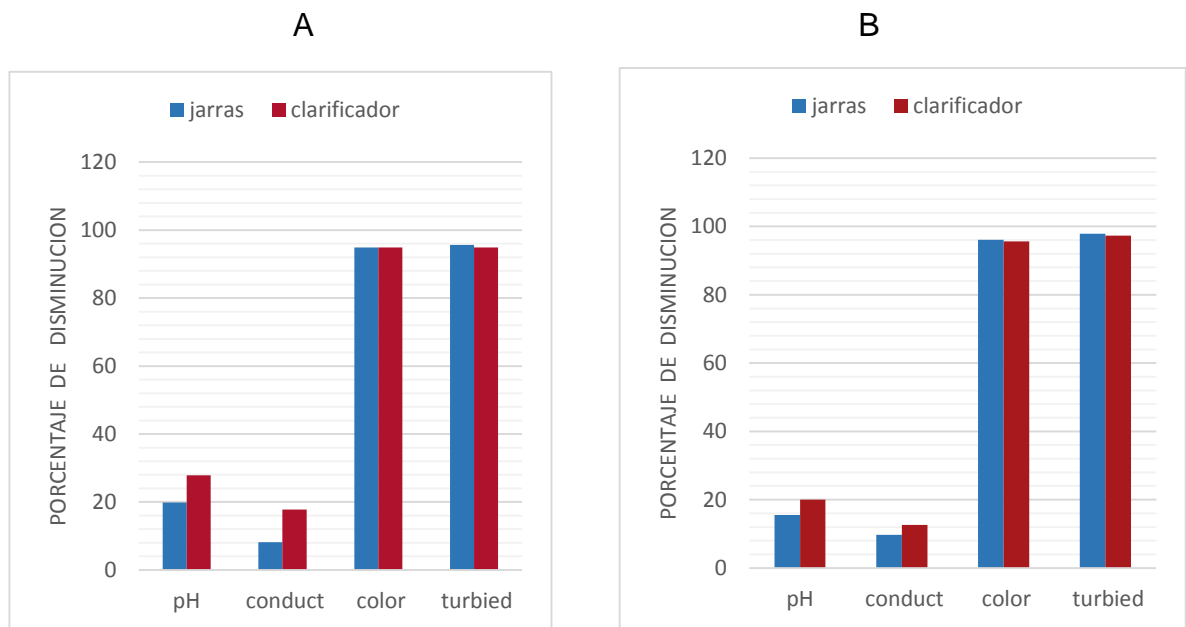 A
jarras clarificador
PORCENTAJE DE DISMINUCION
120
100
80
60
40
20
0
pH conduct color turbied
B
jarras clarificador
PORCENTAJE DE DISMINUCION
120
100
80
60
40
20
0
pH conduct color turbied